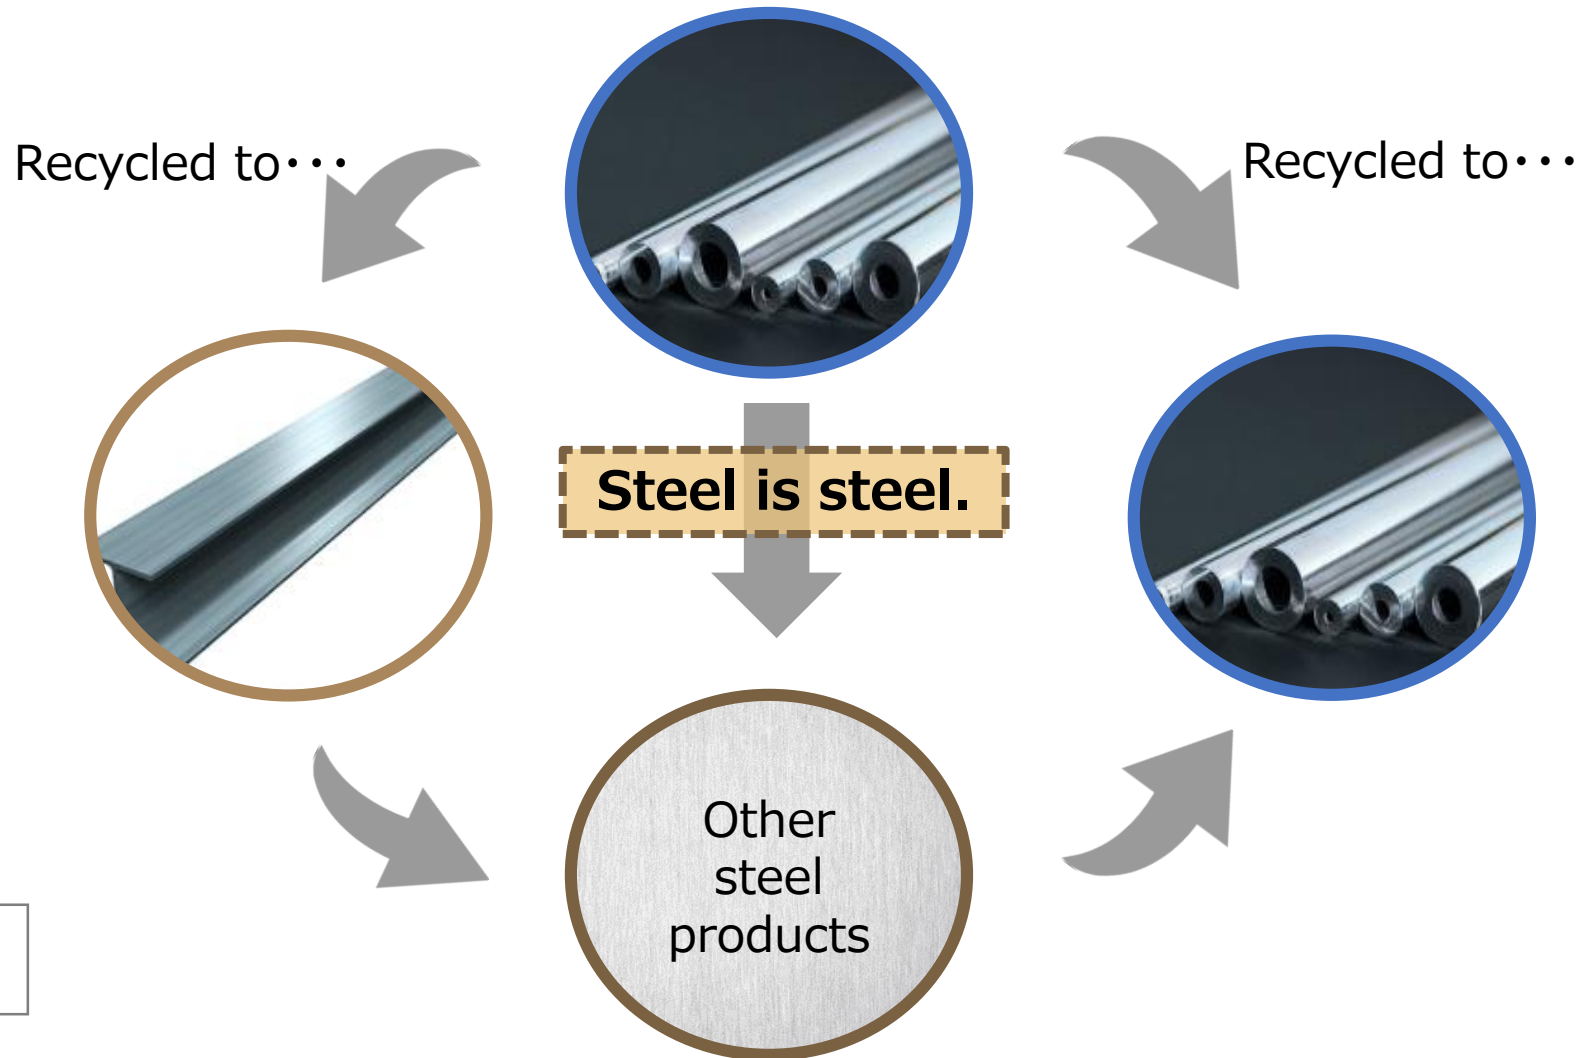 Recycled to･･･
Recycled to･･･
Steel is steel.
Other
steel
products